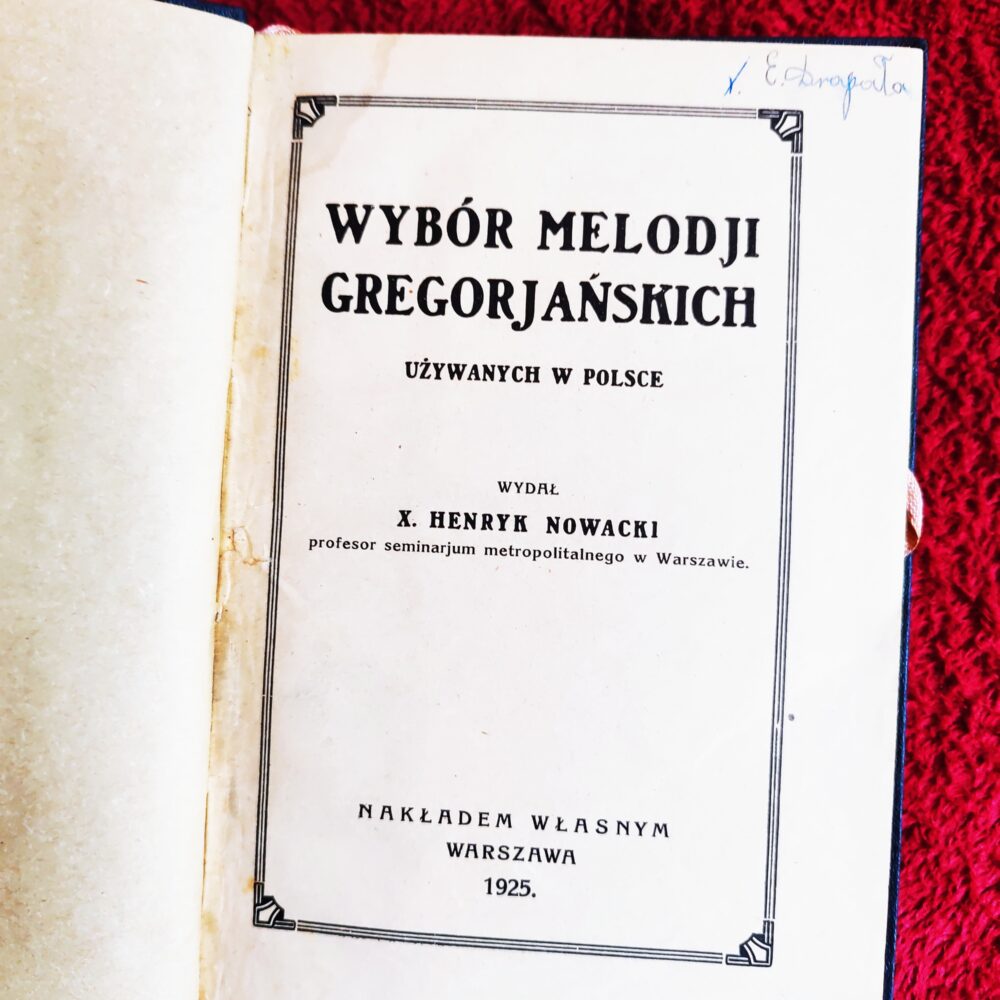 x. E. Drapała
WYBÓR MELODJI
GREGORJAŃSKICH
UŻYWANYCH W POLSCE
WYDAŁ
X. HENRYK NOWACKI
profesor seminarjum metropolitalnego w Warszawie.
NAKŁADEM WŁASNYM
WARSZAWA
1925.